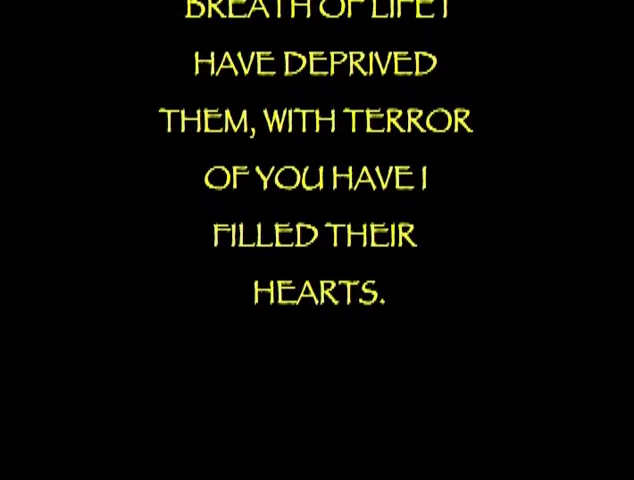 BREATH OF LIFE I
HAVE DEPRIVED
THEM, WITH TERROR
OF YOU HAVE I
FILLED THEIR
HEARTS.